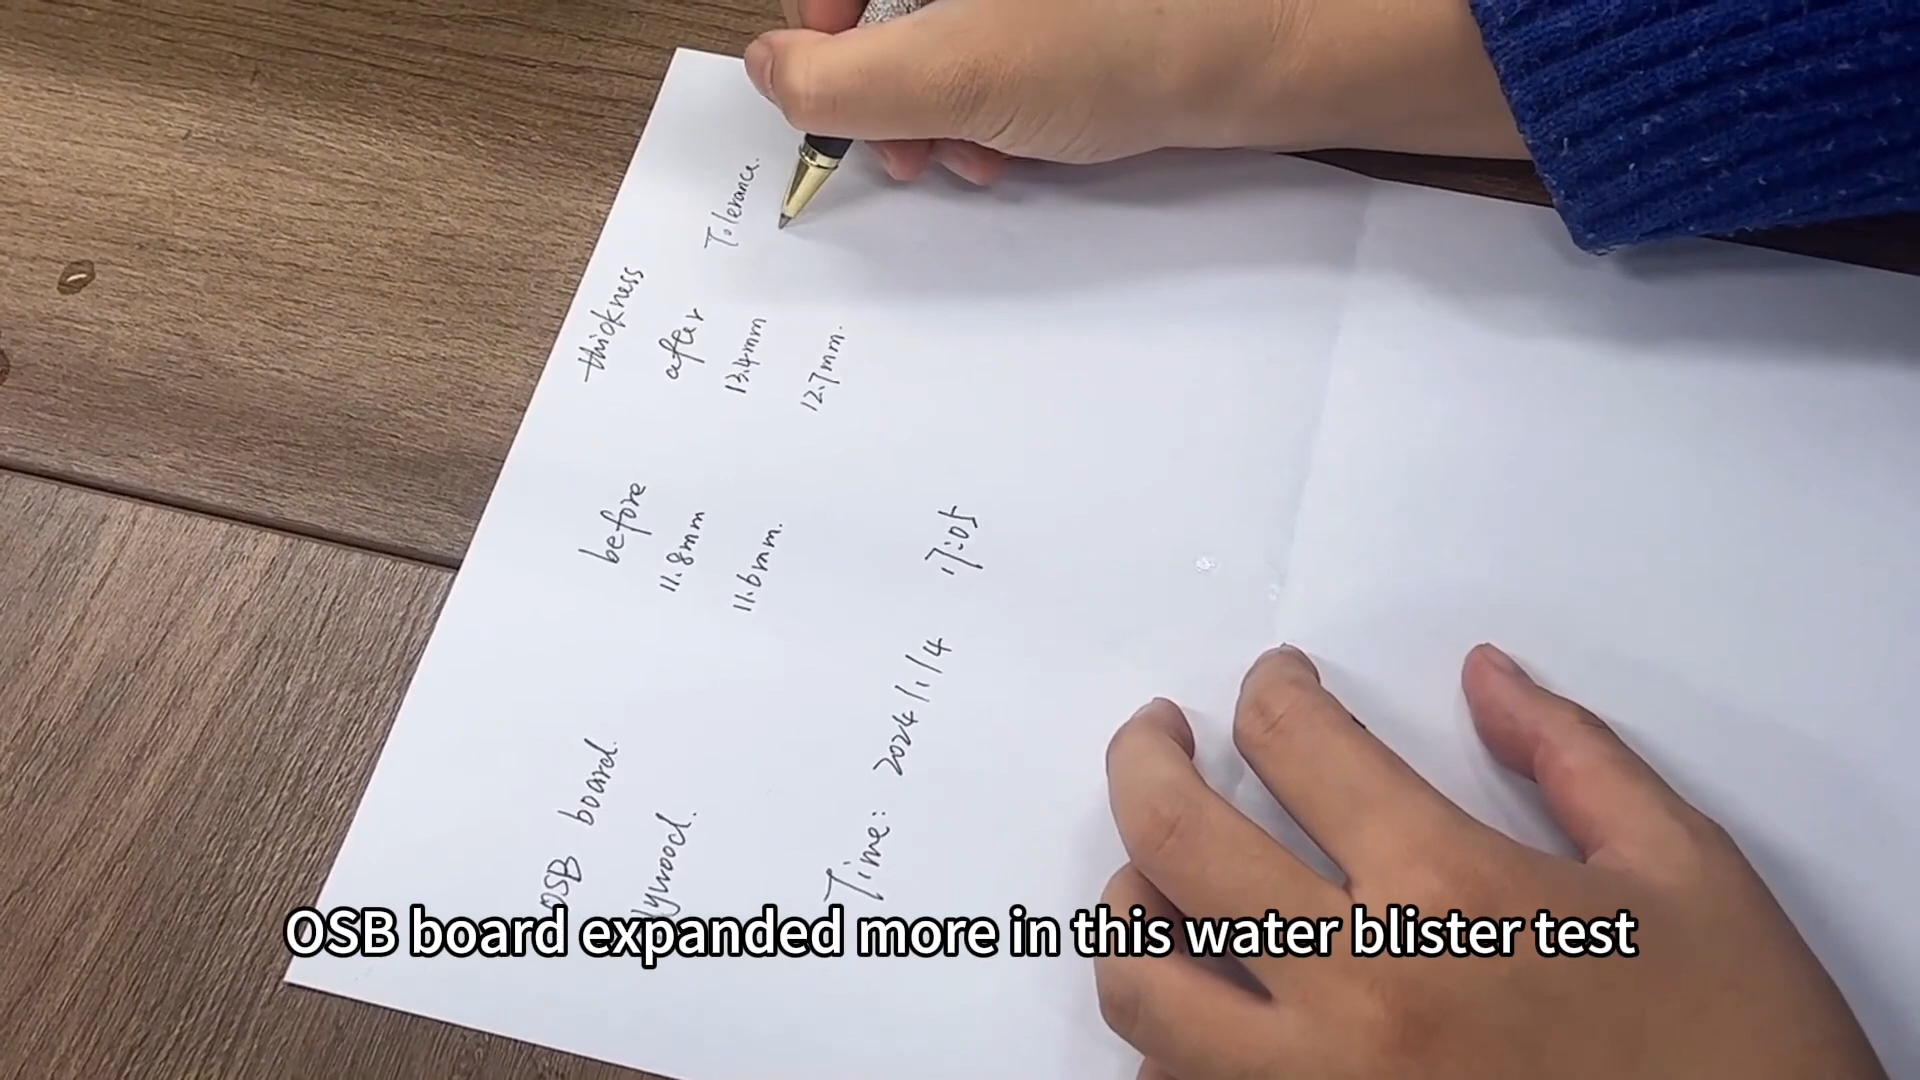 thickness
before after Tolerance.
OSB board. 11.8mm 13.4mm
lywood. 11.6mm. 12.7mm.
Time: 2024/1/4 17:05
OSB board expanded more in this water blister test